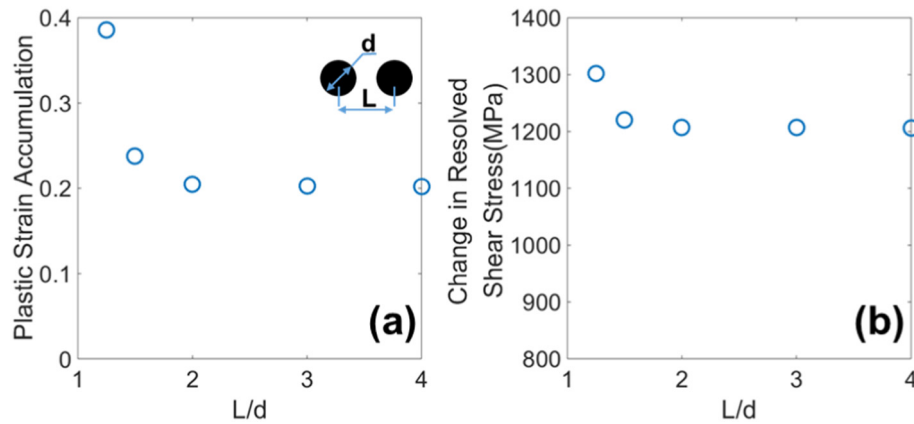 0.4
0.3
0.2
0.1
0
Plastic Strain Accumulation
d
L
(a)
1
2
3
4
L/d
1400
1300
1200
1100
1000
900
800
Change in Resolved
Shear Stress(MPa)
(b)
1
2
3
4
L/d